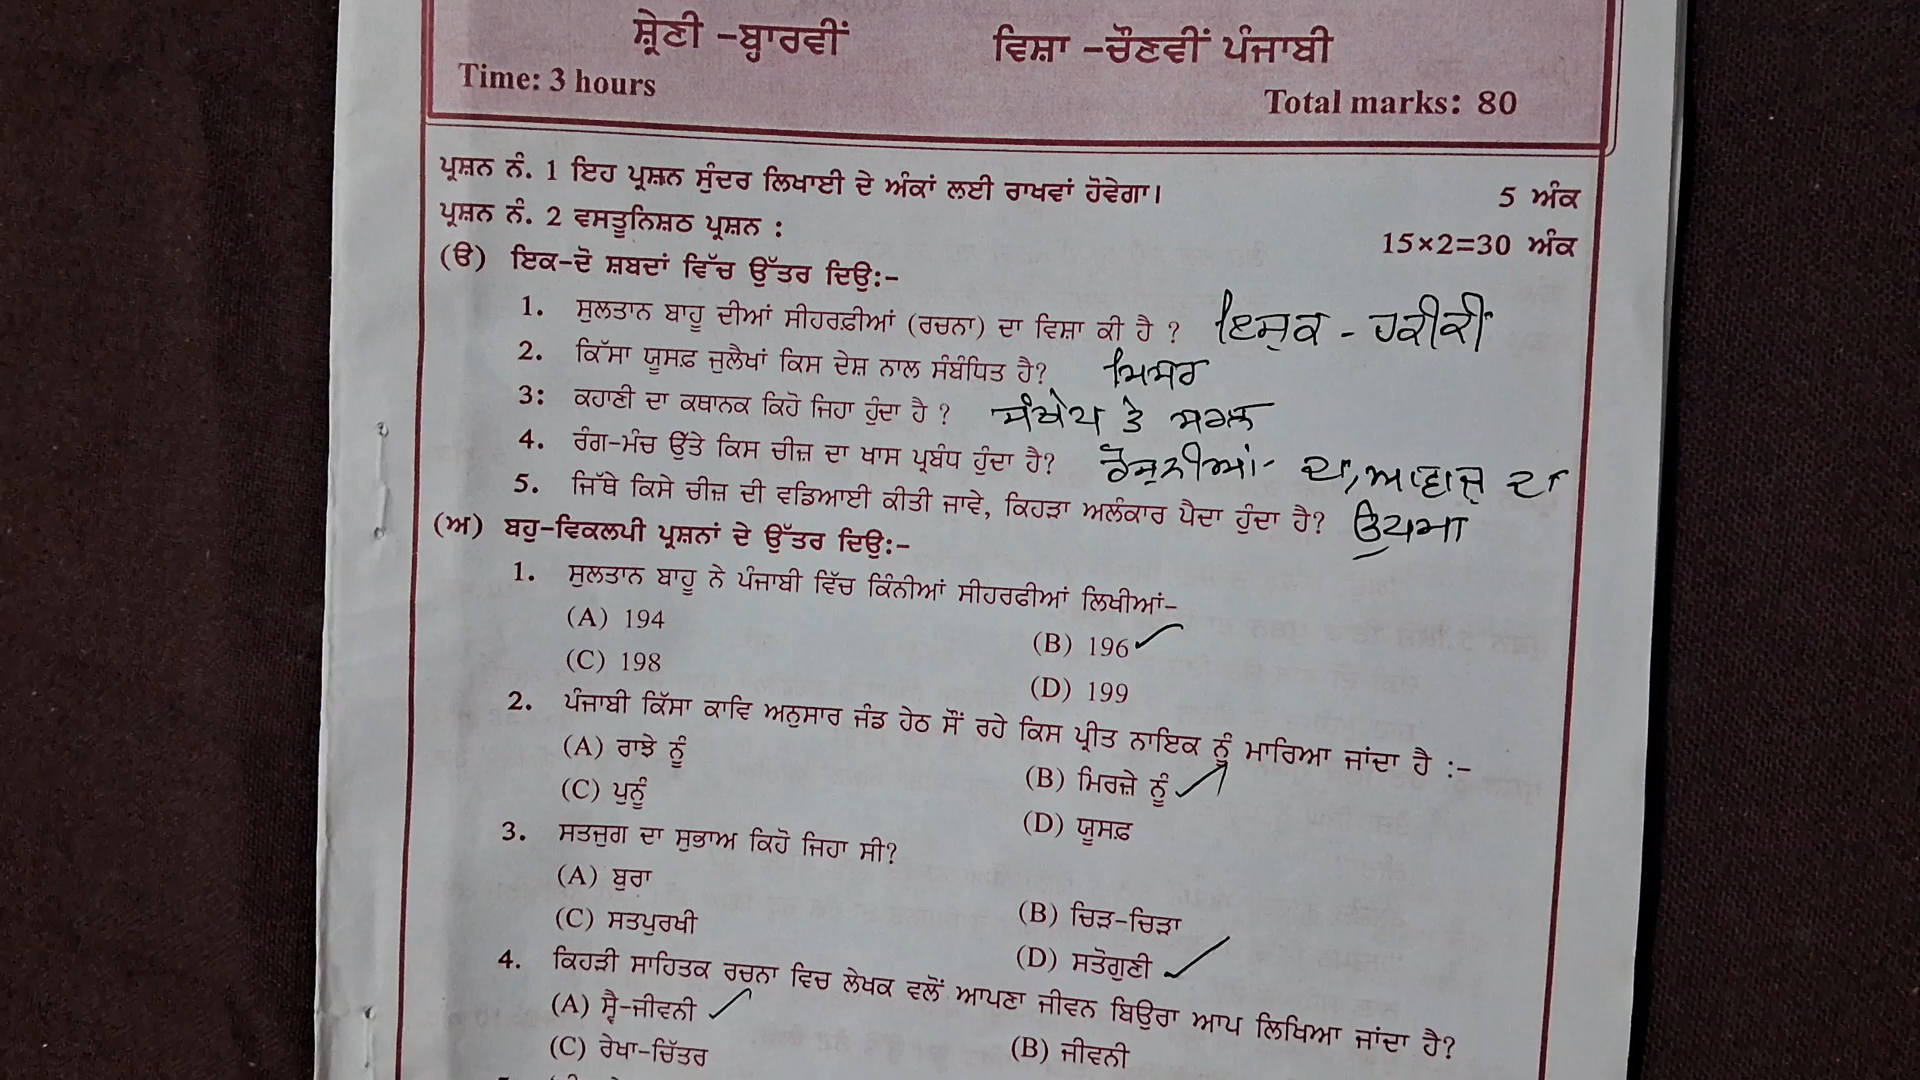 ਸ਼੍ਰੇਣੀ -ਬ੍ਹਾਰਵੀਂ ਵਿਸ਼ਾ -ਚੌਣਵੀਂ ਪੰਜਾਬੀ
Time: 3 hours Total marks: 80
ਪ੍ਰਸ਼ਨ ਨੰ. 1 ਇਹ ਪ੍ਰਸ਼ਨ ਸੁੰਦਰ ਲਿਖਾਈ ਦੇ ਅੰਕਾਂ ਲਈ ਰਾਖਵਾਂ ਹੋਵੇਗਾ। 5 ਅੰਕ
ਪ੍ਰਸ਼ਨ ਨੰ. 2 ਵਸਤੂਨਿਸ਼ਠ ਪ੍ਰਸ਼ਨ : 15×2=30 ਅੰਕ
(ੳ) ਇਕ-ਦੋ ਸ਼ਬਦਾਂ ਵਿੱਚ ਉੱਤਰ ਦਿਉ:-
1. ਸੁਲਤਾਨ ਬਾਹੂ ਦੀਆਂ ਸੀਹਰਫ਼ੀਆਂ (ਰਚਨਾ) ਦਾ ਵਿਸ਼ਾ ਕੀ ਹੈ ? ਇਸ਼ਕ - ਹਕੀਕੀ
2. ਕਿੱਸਾ ਯੂਸਫ਼ ਜੁਲੈਖਾਂ ਕਿਸ ਦੇਸ਼ ਨਾਲ ਸੰਬੰਧਿਤ ਹੈ? ਮਿਸਰ
3: ਕਹਾਣੀ ਦਾ ਕਥਾਨਕ ਕਿਹੋ ਜਿਹਾ ਹੁੰਦਾ ਹੈ ? ਸੰਖੇਪ ਤੇ ਸਰਲ
4. ਰੰਗ-ਮੰਚ ਉੱਤੇ ਕਿਸ ਚੀਜ਼ ਦਾ ਖਾਸ ਪ੍ਰਬੰਧ ਹੁੰਦਾ ਹੈ? ਰੋਸ਼ਨੀਆਂ ਦਾ, ਆਵਾਜ਼ ਦਾ
5. ਜਿੱਥੇ ਕਿਸੇ ਚੀਜ਼ ਦੀ ਵਡਿਆਈ ਕੀਤੀ ਜਾਵੇ, ਕਿਹੜਾ ਅਲੰਕਾਰ ਪੈਦਾ ਹੁੰਦਾ ਹੈ? ਉਪਮਾ
(ਅ) ਬਹੁ-ਵਿਕਲਪੀ ਪ੍ਰਸ਼ਨਾਂ ਦੇ ਉੱਤਰ ਦਿਉ:-
1. ਸੁਲਤਾਨ ਬਾਹੂ ਨੇ ਪੰਜਾਬੀ ਵਿੱਚ ਕਿੰਨੀਆਂ ਸੀਹਰਫੀਆਂ ਲਿਖੀਆਂ-
(A) 194 (B) 196 ✓
(C) 198 (D) 199
2. ਪੰਜਾਬੀ ਕਿੱਸਾ ਕਾਵਿ ਅਨੁਸਾਰ ਜੰਡ ਹੇਠ ਸੌਂ ਰਹੇ ਕਿਸ ਪ੍ਰੀਤ ਨਾਇਕ ਨੂੰ ਮਾਰਿਆ ਜਾਂਦਾ ਹੈ :-
(A) ਰਾਝੇ ਨੂੰ (B) ਮਿਰਜ਼ੇ ਨੂੰ ✓
(C) ਪੁਨੂੰ (D) ਯੂਸਫ਼
3. ਸਤਜੁਗ ਦਾ ਸੁਭਾਅ ਕਿਹੋ ਜਿਹਾ ਸੀ?
(A) ਬੁਰਾ (B) ਚਿੜ-ਚਿੜਾ
(C) ਸਤਪੁਰਖੀ (D) ਸਤੋਗੁਣੀ ✓
4. ਕਿਹੜੀ ਸਾਹਿਤਕ ਰਚਨਾ ਵਿਚ ਲੇਖਕ ਵਲੋਂ ਆਪਣਾ ਜੀਵਨ ਬਿਉਰਾ ਆਪ ਲਿਖਿਆ ਜਾਂਦਾ ਹੈ?
(A) ਸ੍ਵੈ-ਜੀਵਨੀ ✓ (B) ਜੀਵਨੀ
(C) ਰੇਖਾ-ਚਿੱਤਰ